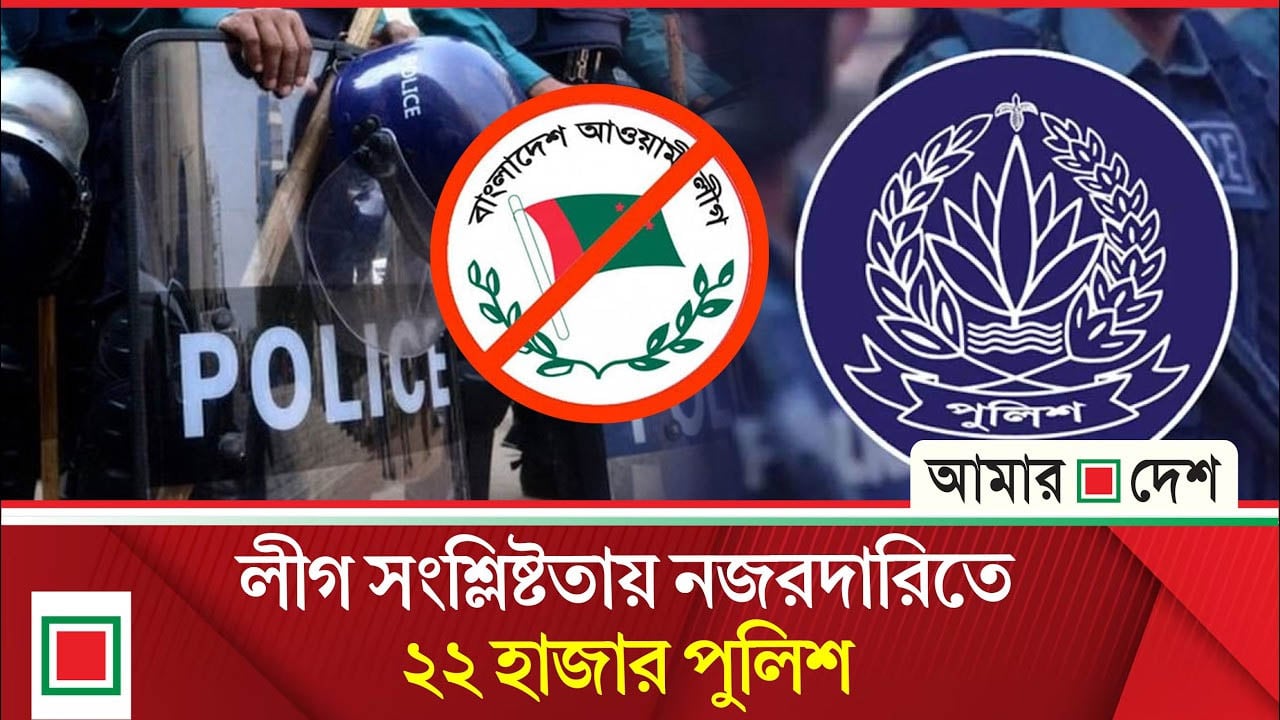 POLICE
POLICE
বাংলাদেশ আওয়ামী লীগ
পুলিশ
আমার দেশ
লীগ সংশ্লিষ্টতায় নজরদারিতে
২২ হাজার পুলিশ